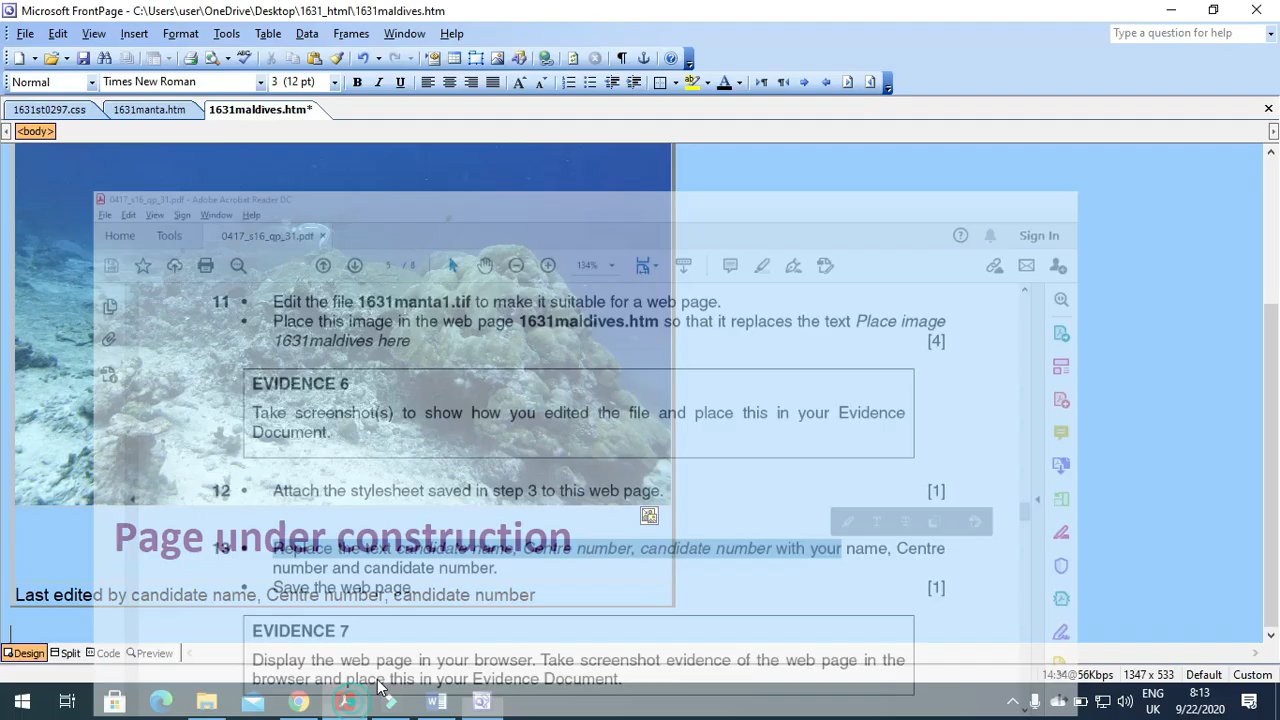 Microsoft FrontPage - C:\Users\user\OneDrive\Desktop\1631_html\1631maldives.htm
File Edit View Insert Format Tools Table Data Frames Window Help
Type a question for help
Normal Times New Roman 3 (12 pt) B I U A A A
1631st0297.css 1631manta.htm 1631maldives.htm*
<body>
0417_s16_qp_31.pdf - Adobe Acrobat Reader DC
File Edit View Sign Window Help
Home Tools 0417_s16_qp_31.pdf × Sign In
5 / 8 134%
11 • Edit the file 1631manta1.tif to make it suitable for a web page.
• Place this image in the web page 1631maldives.htm so that it replaces the text Place image
1631maldives here [4]
EVIDENCE 6
Take screenshot(s) to show how you edited the file and place this in your Evidence
Document.
12 • Attach the stylesheet saved in step 3 to this web page. [1]
Page under construction
13 • Replace the text candidate name, Centre number, candidate number with your name, Centre
number and candidate number.
• Save the web page. [1]
Last edited by candidate name, Centre number, candidate number
EVIDENCE 7
Display the web page in your browser. Take screenshot evidence of the web page in the
browser and place this in your Evidence Document.
Design Split Code Preview
14:34@56Kbps 1347 x 533 Default Custom
ENG
UK
8:13
9/22/2020